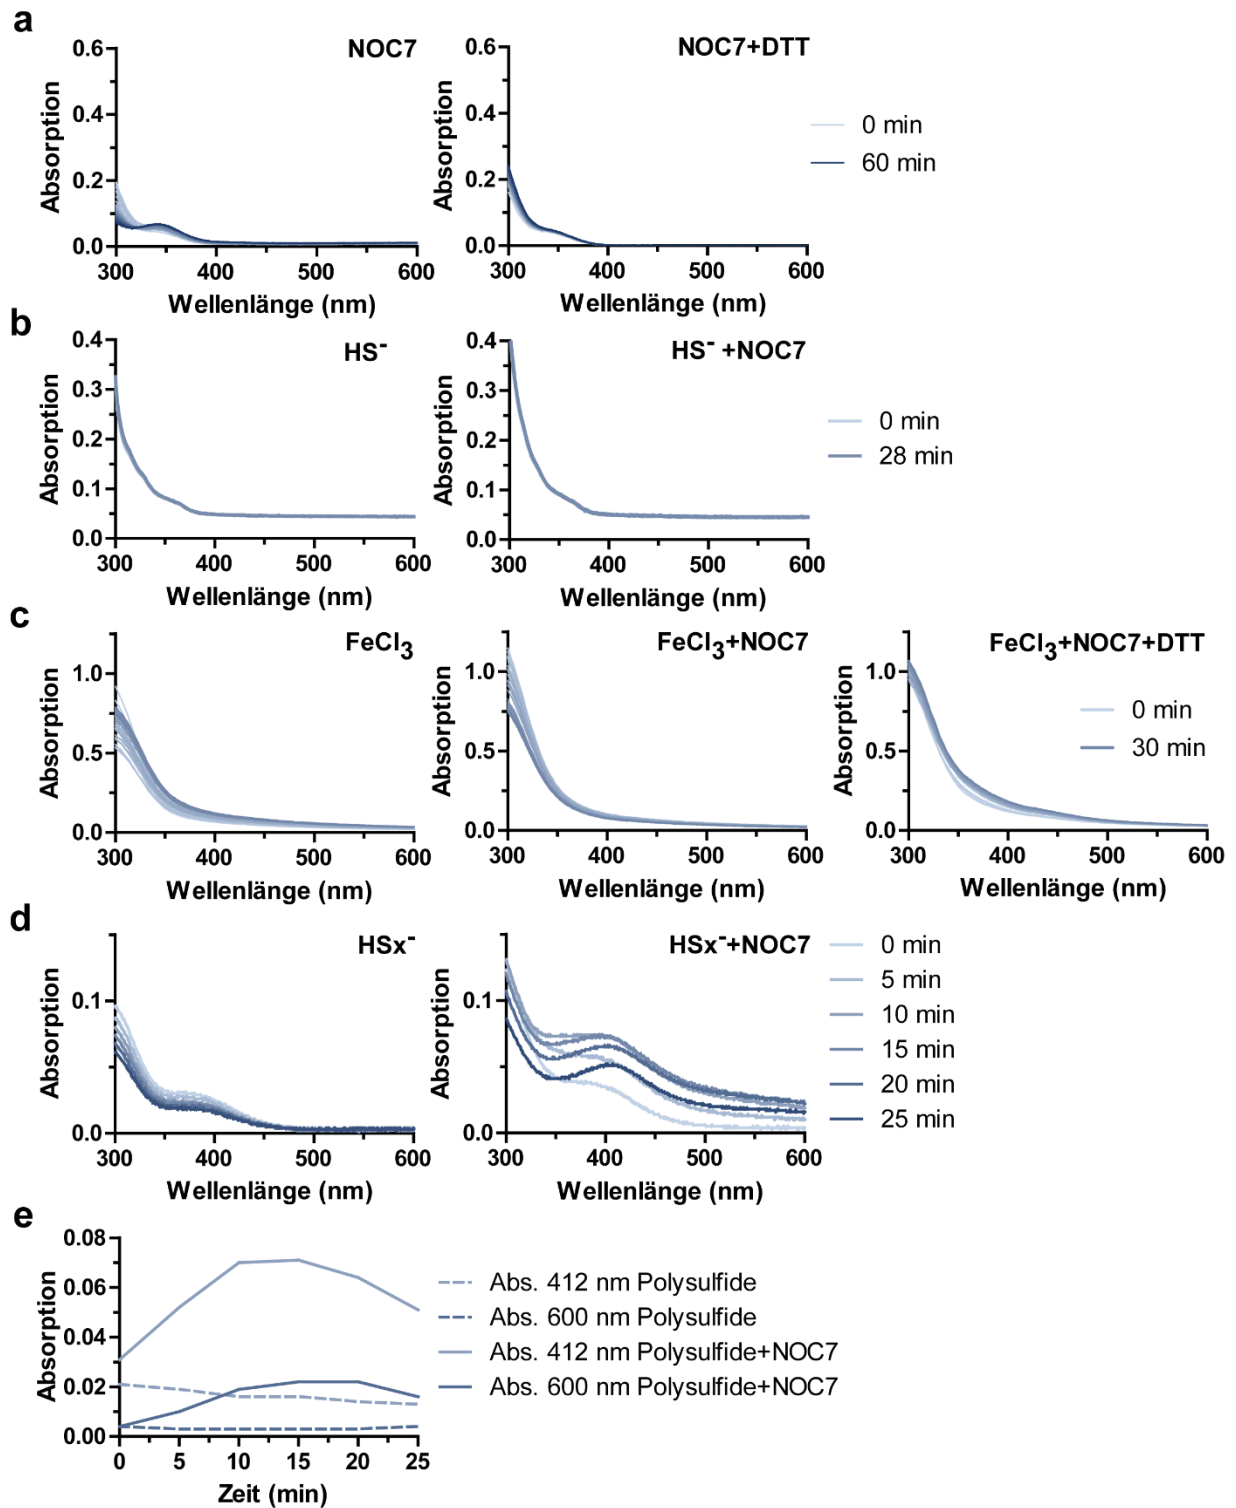 a
NOC7
0.6
0.4
0.2
0.0
Absorption
300 400 500 600
Wellenlänge (nm)
NOC7+DTT
0.6
0.4
0.2
0.0
Absorption
300 400 500 600
Wellenlänge (nm)
0 min
60 min
b
HS-
0.4
0.3
0.2
0.1
0.0
Absorption
300 400 500 600
Wellenlänge (nm)
HS- +NOC7
0.4
0.3
0.2
0.1
0.0
Absorption
300 400 500 600
Wellenlänge (nm)
0 min
28 min
c
FeCl3
1.0
0.5
0.0
Absorption
300 400 500 600
Wellenlänge (nm)
FeCl3+NOC7
1.0
0.5
0.0
Absorption
300 400 500 600
Wellenlänge (nm)
FeCl3+NOC7+DTT
1.0
0.5
0.0
Absorption
300 400 500 600
Wellenlänge (nm)
0 min
30 min
d
HSx-
0.1
0.0
Absorption
300 400 500 600
Wellenlänge (nm)
HSx-+NOC7
0.1
0.0
Absorption
300 400 500 600
Wellenlänge (nm)
0 min
5 min
10 min
15 min
20 min
25 min
e
0.08
0.06
0.04
0.02
0.00
Absorption
0 5 10 15 20 25
Zeit (min)
Abs. 412 nm Polysulfide
Abs. 600 nm Polysulfide
Abs. 412 nm Polysulfide+NOC7
Abs. 600 nm Polysulfide+NOC7